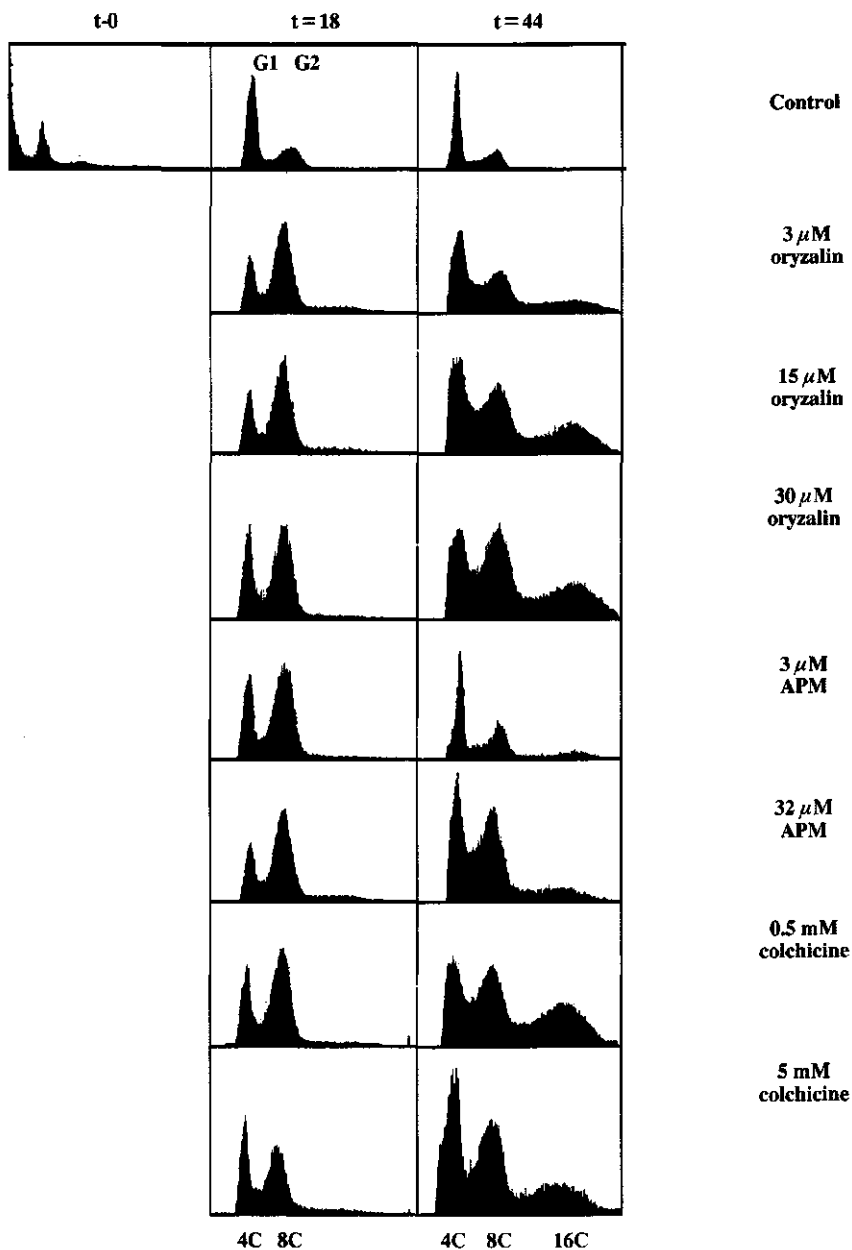 t-0 t=18 t=44
G1 G2
Control
3 μM
oryzalin
15 μM
oryzalin
30 μM
oryzalin
3 μM
APM
32 μM
APM
0.5 mM
colchicine
5 mM
colchicine
4C 8C 4C 8C 16C